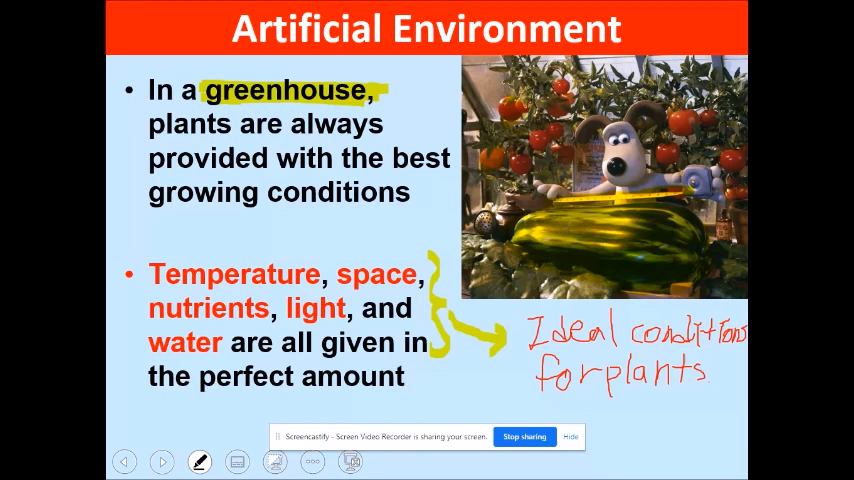 Artificial Environment
• In a greenhouse,
plants are always
provided with the best
growing conditions
• Temperature, space,
nutrients, light, and
water are all given in
the perfect amount
Ideal conditions
for plants.
Screencastify - Screen Video Recorder is sharing your screen. Stop sharing Hide